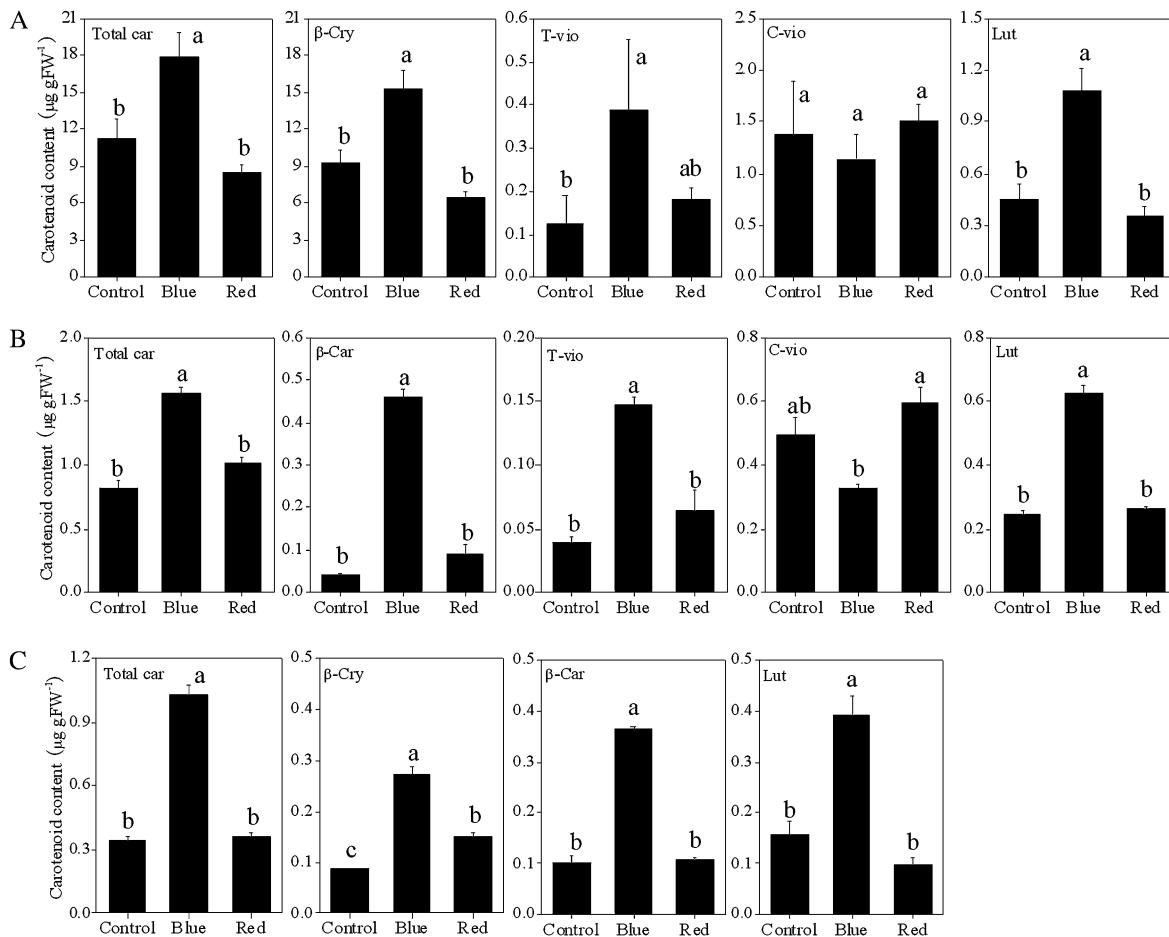 A
Carotenoid content (μg gFW⁻¹)
Total car
21
18
15
12
9
6
3
0
b
a
b
Control Blue Red
β-Cry
21
18
15
12
9
6
3
0
b
a
b
Control Blue Red
T-vio
0.6
0.5
0.4
0.3
0.2
0.1
0.0
b
a
ab
Control Blue Red
C-vio
2.5
2.0
1.5
1.0
0.5
0.0
a
a
a
Control Blue Red
Lut
1.5
1.2
0.9
0.6
0.3
0.0
b
a
b
Control Blue Red
B
Carotenoid content (μg gFW⁻¹)
Total car
2.0
1.5
1.0
0.5
0.0
b
a
b
Control Blue Red
β-Car
0.6
0.5
0.4
0.3
0.2
0.1
0.0
b
a
b
Control Blue Red
T-vio
0.20
0.15
0.10
0.05
0.00
b
a
b
Control Blue Red
C-vio
0.8
0.6
0.4
0.2
0.0
ab
b
a
Control Blue Red
Lut
0.8
0.6
0.4
0.2
0.0
b
a
b
Control Blue Red
C
Carotenoid content (μg gFW⁻¹)
Total car
1.2
0.9
0.6
0.3
0.0
b
a
b
Control Blue Red
β-Cry
0.5
0.4
0.3
0.2
0.1
0.0
c
a
b
Control Blue Red
β-Car
0.5
0.4
0.3
0.2
0.1
0.0
b
a
b
Control Blue Red
Lut
0.5
0.4
0.3
0.2
0.1
0.0
b
a
b
Control Blue Red